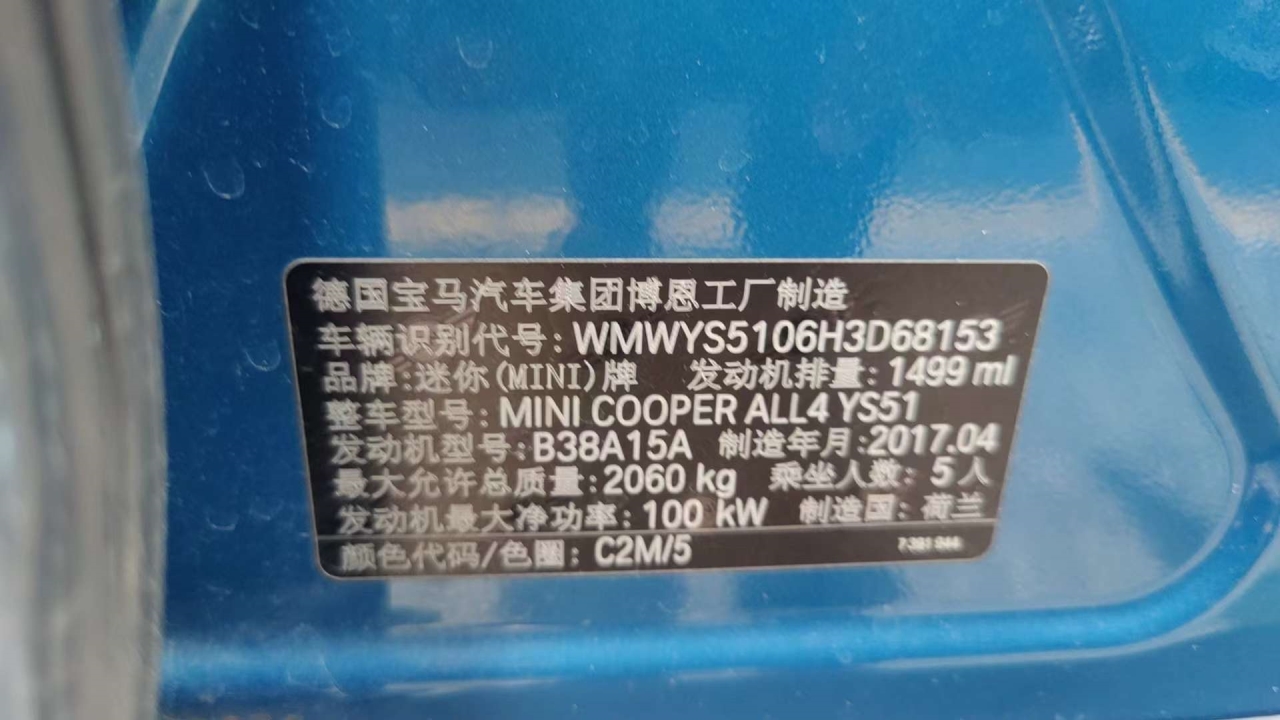 德国宝马汽车集团博恩工厂制造
车辆识别代号: WMWYS5106H3D68153
品牌:迷你(MINI)牌 发动机排量: 1499 ml
整车型号: MINI COOPER ALL4 YS51
发动机型号: B38A15A 制造年月: 2017.04
最大允许总质量: 2060 kg 乘坐人数: 5人
发动机最大净功率: 100 kW 制造国: 荷兰
颜色代码/色圈: C2M/5